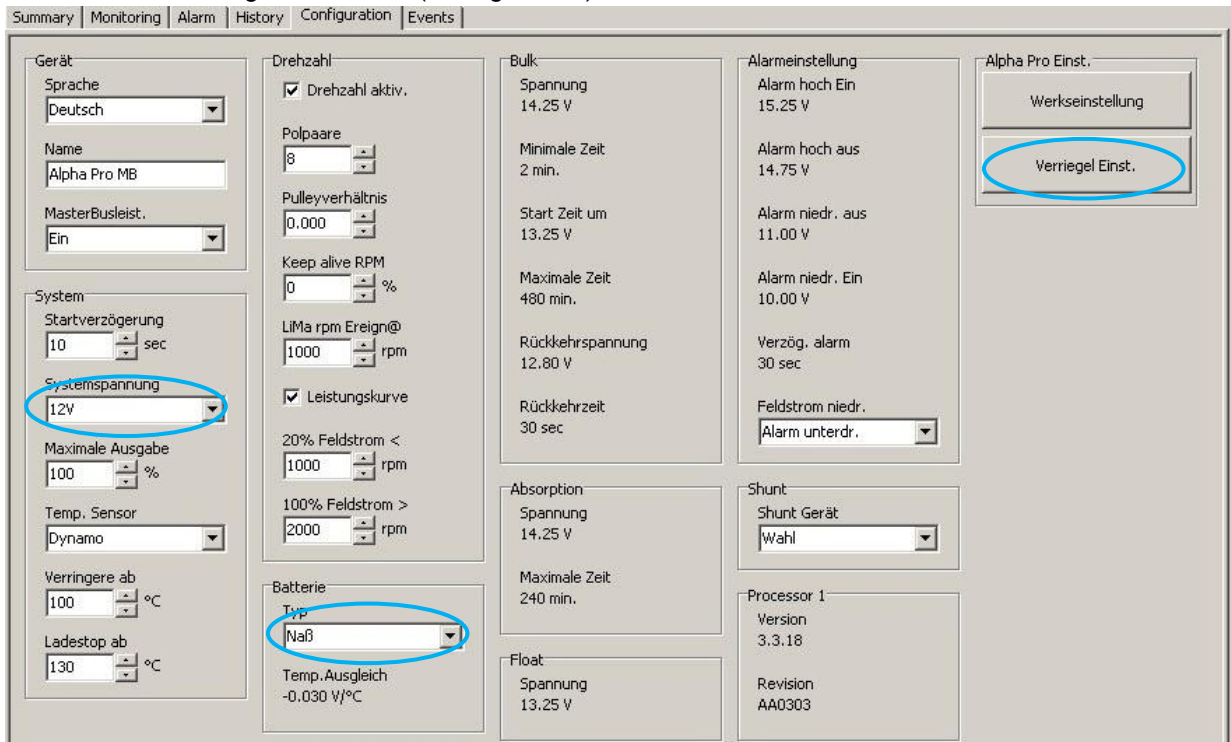 Summary Monitoring Alarm History Configuration Events
Gerät
Sprache
Deutsch
Name
Alpha Pro MB
MasterBusleist.
Ein
System
Startverzögerung
10 sec
Systemspannung
12V
Maximale Ausgabe
100 %
Temp. Sensor
Dynamo
Verringere ab
100 °C
Ladestop ab
130 °C
Drehzahl
Drehzahl aktiv.
Polpaare
8
Pulleyverhältnis
0.000
Keep alive RPM
0 %
LiMa rpm Ereign@
1000 rpm
Leistungskurve
20% Feldstrom <
1000 rpm
100% Feldstrom >
2000 rpm
Batterie
Typ
Naß
Temp.Ausgleich
-0.030 V/°C
Bulk
Spannung
14.25 V
Minimale Zeit
2 min.
Start Zeit um
13.25 V
Maximale Zeit
480 min.
Rückkehrspannung
12.80 V
Rückkehrzeit
30 sec
Absorption
Spannung
14.25 V
Maximale Zeit
240 min.
Float
Spannung
13.25 V
Alarmeinstellung
Alarm hoch Ein
15.25 V
Alarm hoch aus
14.75 V
Alarm niedr. aus
11.00 V
Alarm niedr. Ein
10.00 V
Verzög. alarm
30 sec
Feldstrom niedr.
Alarm unterdr.
Shunt
Shunt Gerät
Wahl
Processor 1
Version
3.3.18
Revision
AA0303
Alpha Pro Einst.
Werkseinstellung
Verriegel Einst.